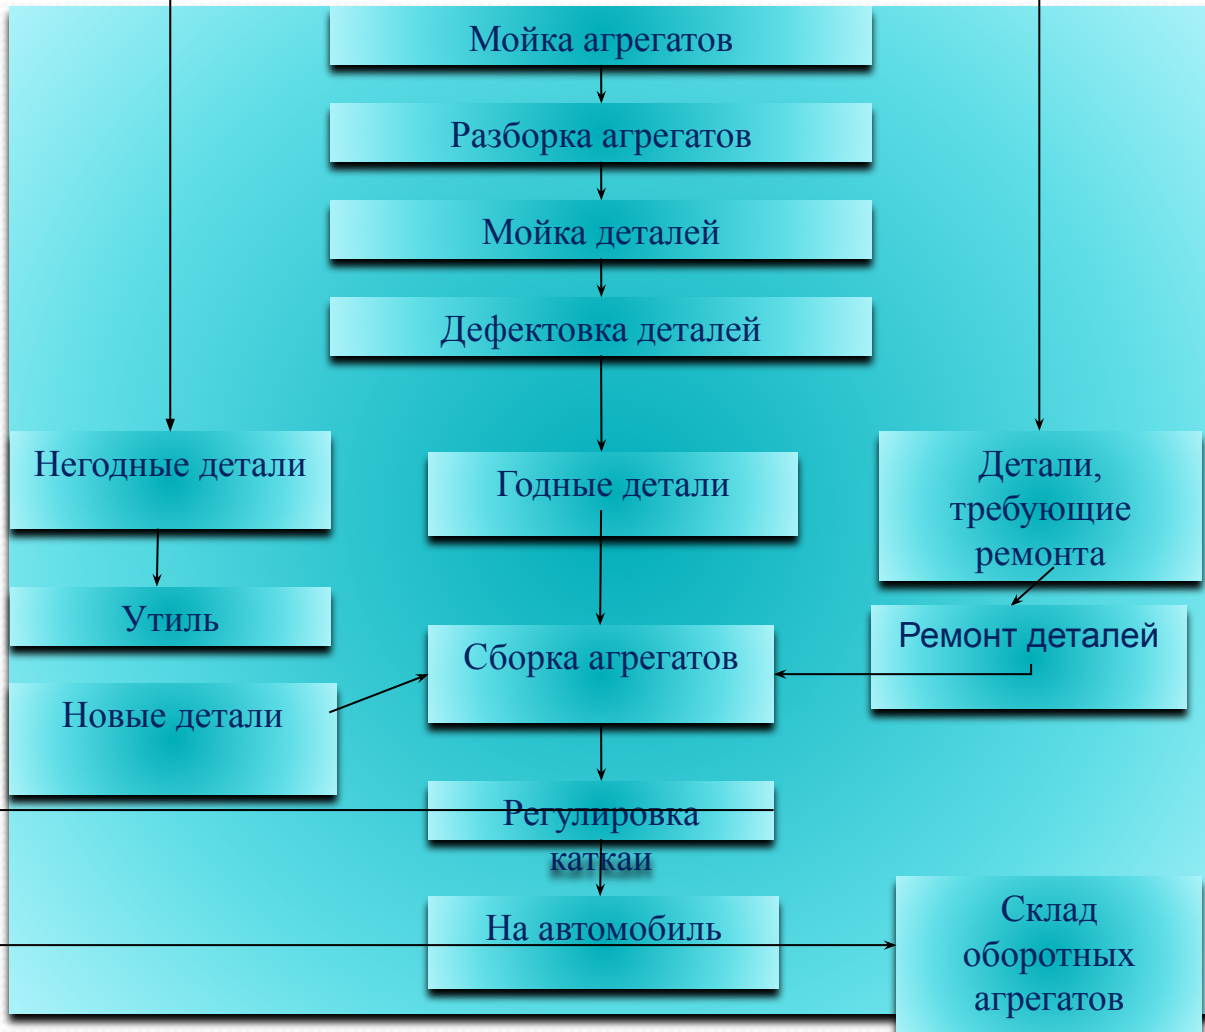 Мойка агрегатов
Разборка агрегатов
Мойка деталей
Дефектовка деталей
Негодные детали
Годные детали
Детали,
требующие
ремонта
Утиль
Ремонт деталей
Сборка агрегатов
Новые детали
Регулировка
каткаи
На автомобиль
Склад
оборотных
агрегатов